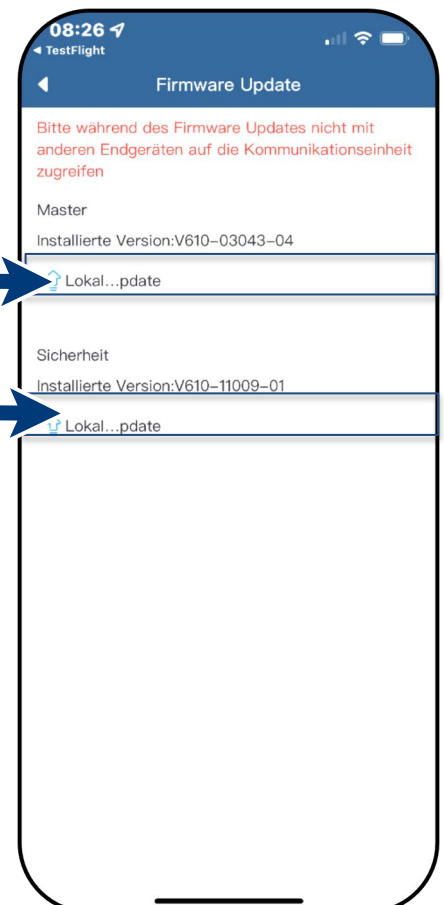 08:26
TestFlight
Firmware Update
Bitte während des Firmware Updates nicht mit
anderen Endgeräten auf die Kommunikationseinheit
zugreifen
Master
Installierte Version:V610-03043-04
Lokal...pdate
Sicherheit
Installierte Version:V610-11009-01
Lokal...pdate